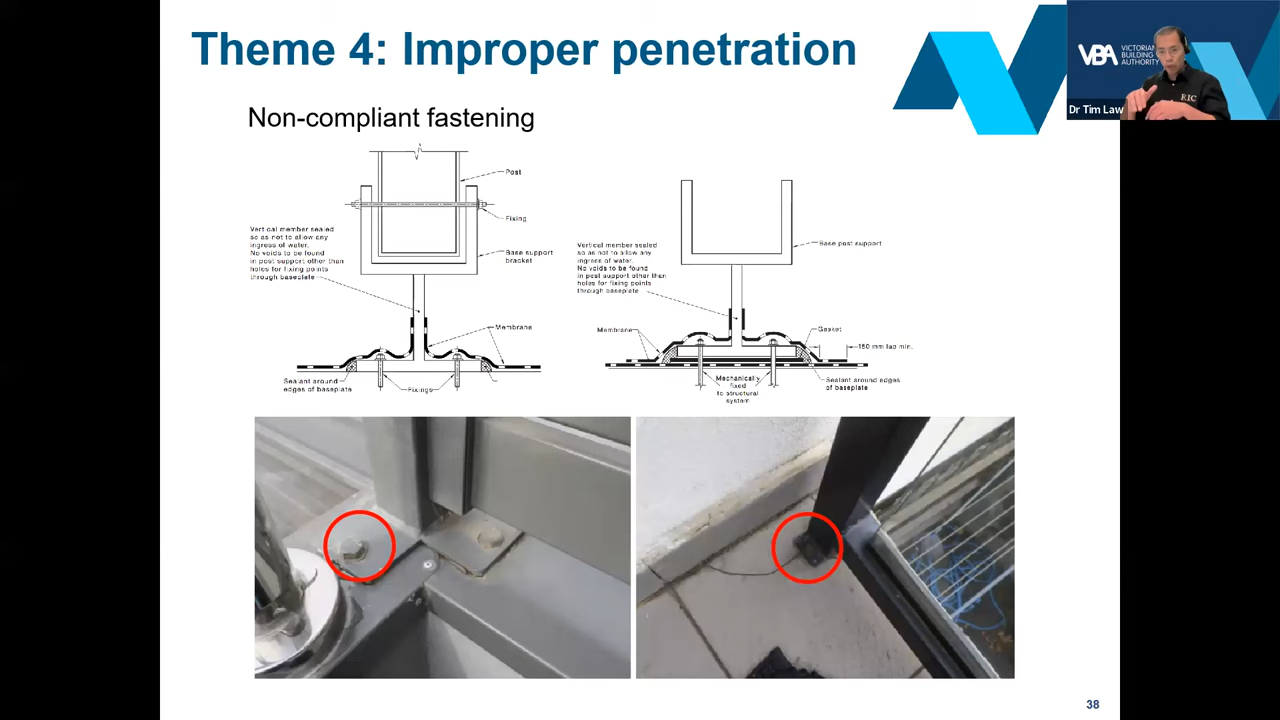 Theme 4: Improper penetration
VBA
VICTORIAN
BUILDING
AUTHORITY
RIC
Dr Tim Law
Non-compliant fastening
Post
Fixing
Vertical member sealed
so as not to allow any
ingress of water.
No voids to be found
in post support other than
holes for fixing points
through baseplate
Base support
bracket
Membrane
Sealant around
edges of baseplate
Fixings
Vertical member sealed
so as not to allow any
ingress of water.
No voids to be found
in post support other than
holes for fixing points
through baseplate
Base post support
Membrane
Gasket
150 mm lap min.
Mechanically
fixed
to structural
system
Sealant around edges
of baseplate
38